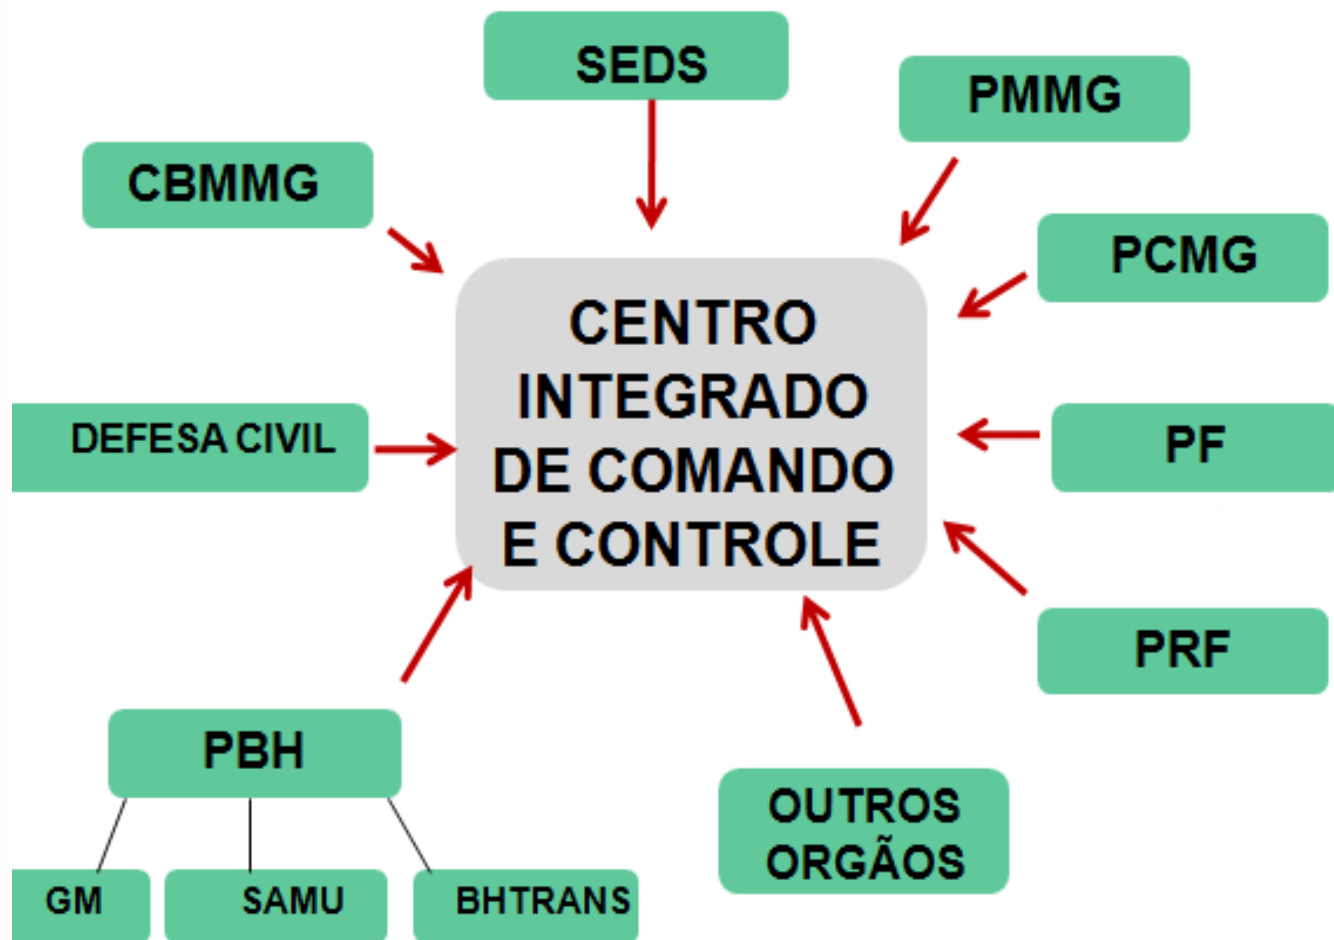 SEDS
PMMG
CBMMG
PCMG
CENTRO
INTEGRADO
DE COMANDO
E CONTROLE
DEFESA CIVIL
PF
PRF
PBH
OUTROS
ORGÃOS
GM
SAMU
BHTRANS